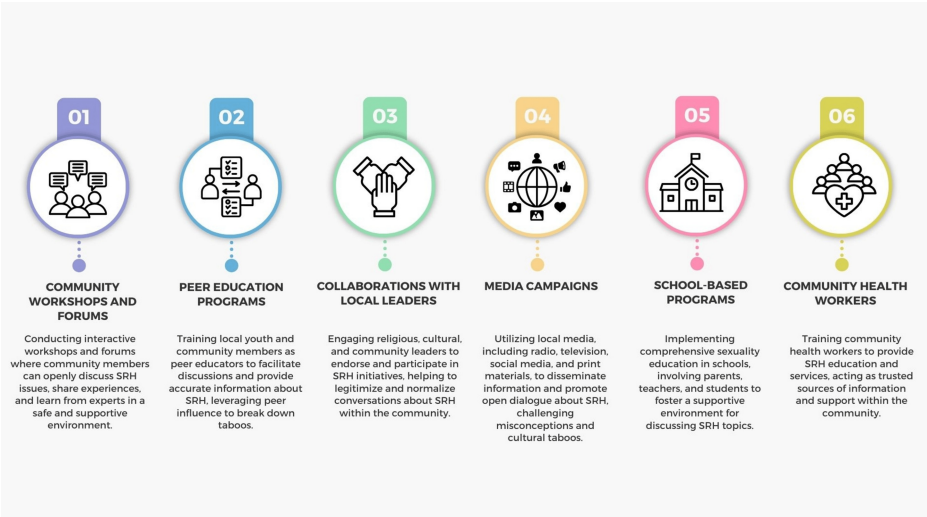 01
COMMUNITY
WORKSHOPS AND
FORUMS
Conducting interactive
workshops and forums
where community members
can openly discuss SRH
issues, share experiences,
and learn from experts in a
safe and supportive
environment.
02
PEER EDUCATION
PROGRAMS
Training local youth and
community members as
peer educators to facilitate
discussions and provide
accurate information about
SRH, leveraging peer
influence to break down
taboos.
03
COLLABORATIONS WITH
LOCAL LEADERS
Engaging religious, cultural,
and community leaders to
endorse and participate in
SRH initiatives, helping to
legitimize and normalize
conversations about SRH
within the community.
04
MEDIA CAMPAIGNS
Utilizing local media,
including radio, television,
social media, and print
materials, to disseminate
information and promote
open dialogue about SRH,
challenging
misconceptions and
cultural taboos.
05
SCHOOL-BASED
PROGRAMS
Implementing
comprehensive sexuality
education in schools,
involving parents,
teachers, and students to
foster a supportive
environment for
discussing SRH topics.
06
COMMUNITY HEALTH
WORKERS
Training community
health workers to provide
SRH education and
services, acting as trusted
sources of information
and support within the
community.